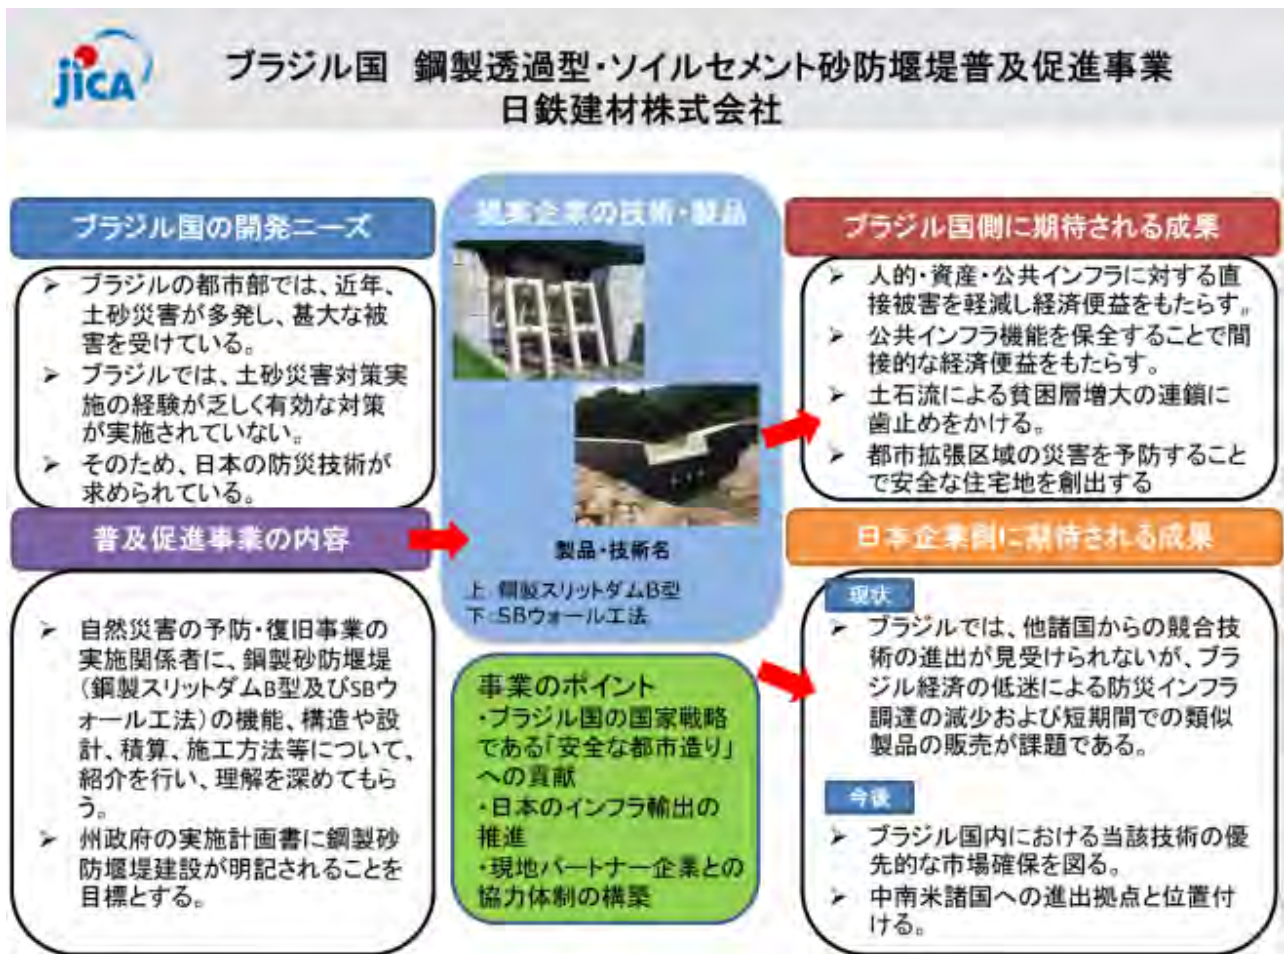 JICA
ブラジル国 鋼製透過型・ソイルセメント砂防堰堤普及促進事業
日鉄建材株式会社
ブラジル国の開発ニーズ
➢ ブラジルの都市部では、近年、
土砂災害が多発し、甚大な被
害を受けている。
➢ ブラジルでは、土砂災害対策実
施の経験が乏しく有効な対策
が実施されていない。
➢ そのため、日本の防災技術が
求められている。
普及促進事業の内容
➢ 自然災害の予防・復旧事業の
実施関係者に、鋼製砂防堰堤
(鋼製スリットダムB型及びSBウ
ォール工法)の機能、構造や設
計、積算、施工方法等について、
紹介を行い、理解を深めてもら
う。
➢ 州政府の実施計画書に鋼製砂
防堰堤建設が明記されることを
目標とする。
提案企業の技術・製品
製品・技術名
上:鋼製スリットダムB型
下:SBウォール工法
事業のポイント
・ブラジル国の国家戦略
である「安全な都市造り」
への貢献
・日本のインフラ輸出の
推進
・現地パートナー企業との
協力体制の構築
ブラジル国側に期待される成果
➢ 人的・資産・公共インフラに対する直
接被害を軽減し経済便益をもたらす。
➢ 公共インフラ機能を保全することで間
接的な経済便益をもたらす。
➢ 土石流による貧困層増大の連鎖に
歯止めをかける。
➢ 都市拡張区域の災害を予防すること
で安全な住宅地を創出する
日本企業側に期待される成果
現状
➢ ブラジルでは、他諸国からの競合技
術の進出が見受けられないが、ブラ
ジル経済の低迷による防災インフラ
調達の減少および短期間での類似
製品の販売が課題である。
今後
➢ ブラジル国内における当該技術の優
先的な市場確保を図る。
➢ 中南米諸国への進出拠点と位置付
ける。